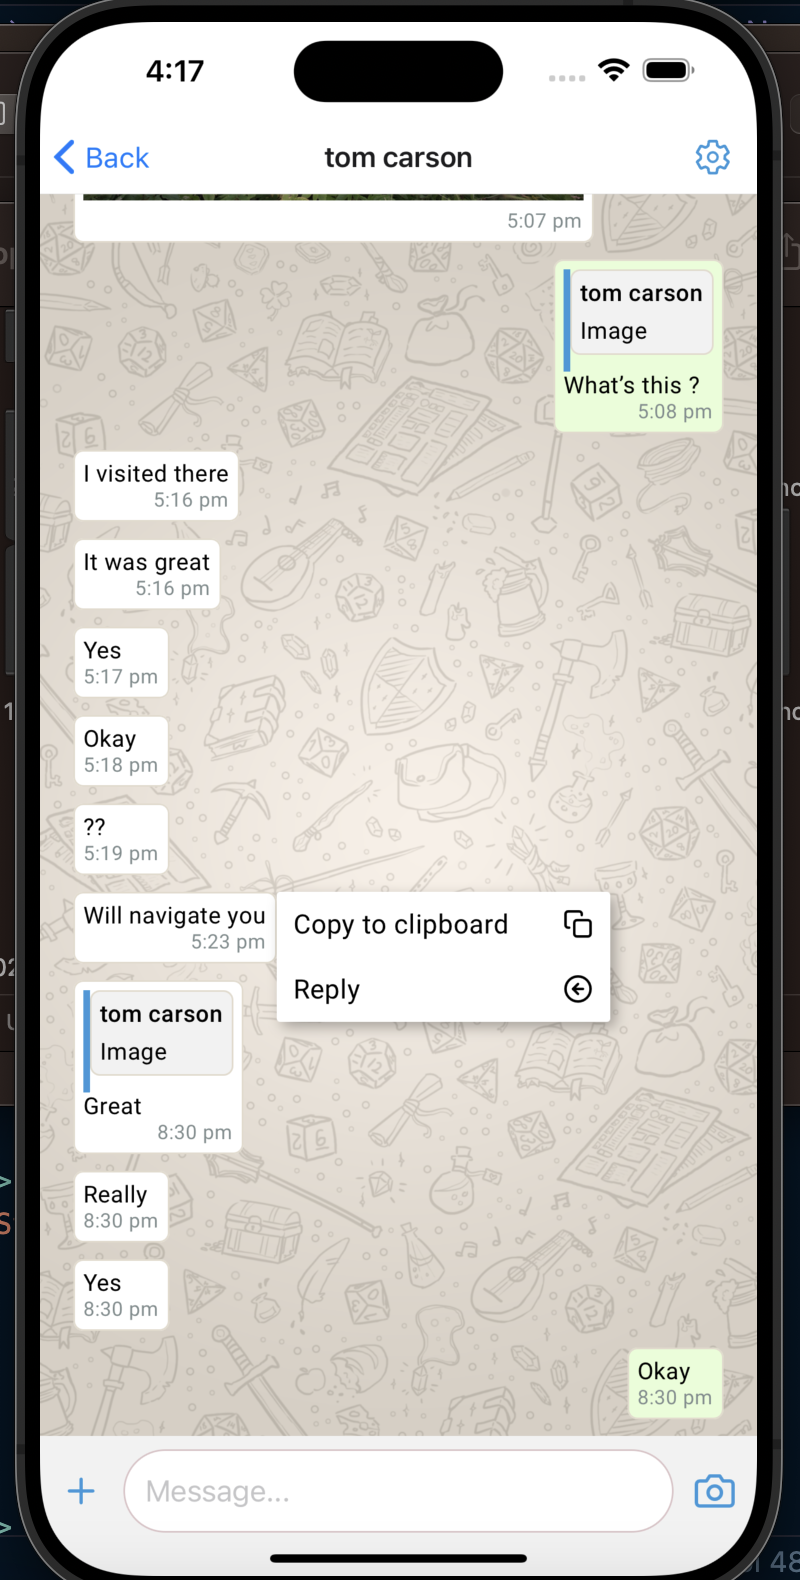 4:17
Back
tom carson
5:07 pm
tom carson
Image
What's this ?
5:08 pm
I visited there
5:16 pm
It was great
5:16 pm
Yes
5:17 pm
Okay
5:18 pm
??
5:19 pm
Will navigate you
5:23 pm
Copy to clipboard
Reply
tom carson
Image
Great
8:30 pm
Really
8:30 pm
Yes
8:30 pm
Okay
8:30 pm
Message...
48